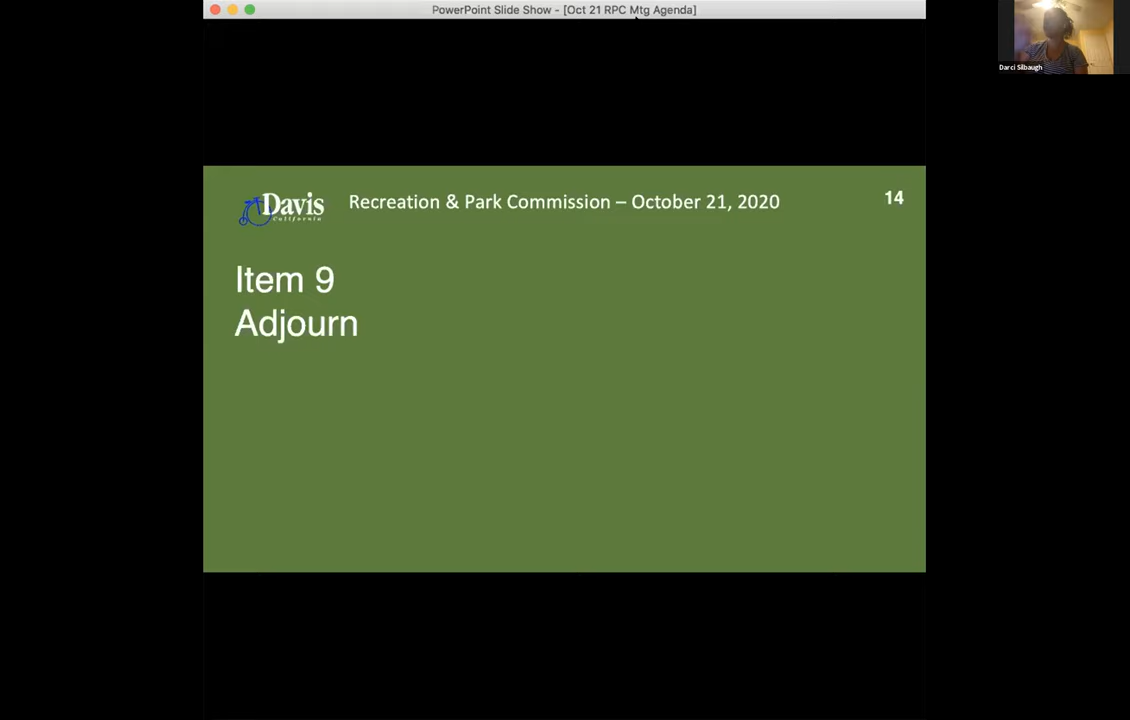 PowerPoint Slide Show - [Oct 21 RPC Mtg Agenda]
Darci Silbaugh
Davis
California
Recreation & Park Commission – October 21, 2020
14
Item 9
Adjourn